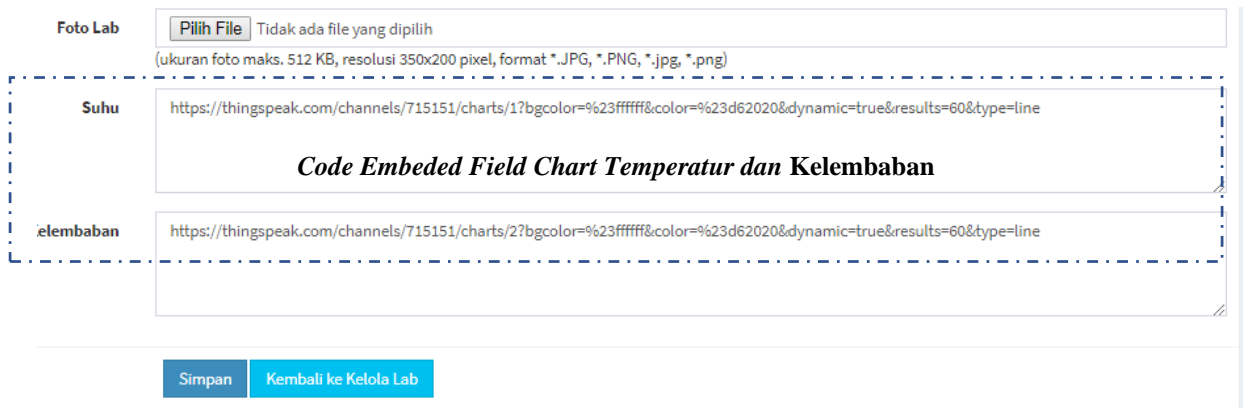 Foto Lab
Pilih File Tidak ada file yang dipilih
(ukuran foto maks. 512 KB, resolusi 350x200 pixel, format *.JPG, *.PNG, *.jpg, *.png)
Suhu
https://thingspeak.com/channels/715151/charts/1?bgcolor=%23ffffff&color=%23d62020&dynamic=true&results=60&type=line
Code Embeded Field Chart Temperatur dan Kelembaban
elembaban
https://thingspeak.com/channels/715151/charts/2?bgcolor=%23ffffff&color=%23d62020&dynamic=true&results=60&type=line
Simpan Kembali ke Kelola Lab